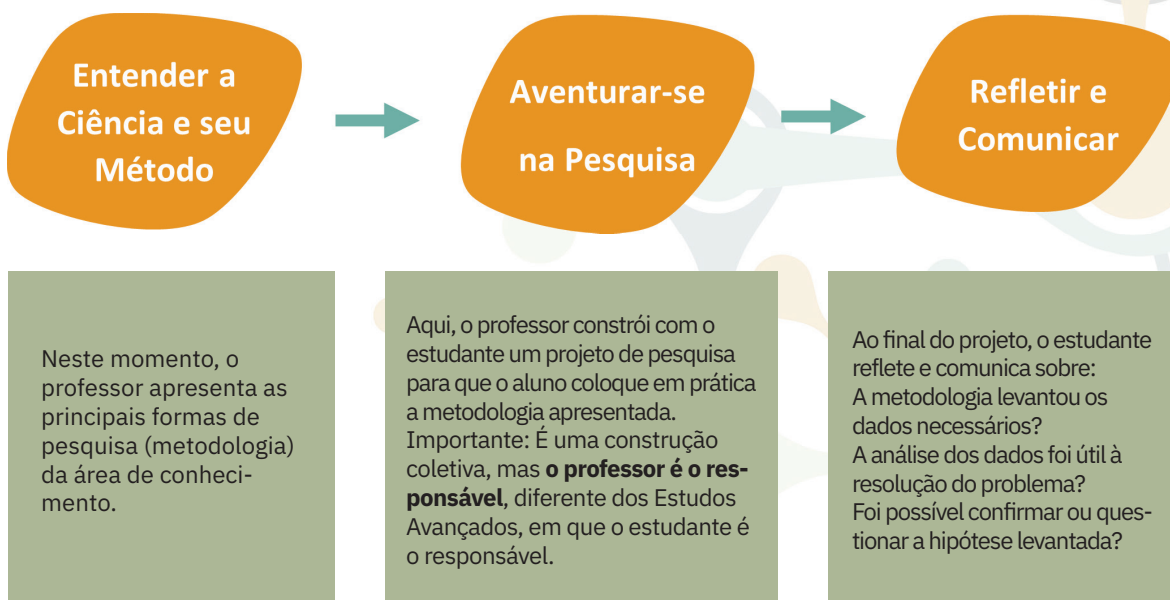 Entender a
Ciência e seu
Método
Aventurar-se
na Pesquisa
Refletir e
Comunicar
Neste momento, o
professor apresenta as
principais formas de
pesquisa (metodologia)
da área de conheci-
mento.
Aqui, o professor constrói com o
estudante um projeto de pesquisa
para que o aluno coloque em prática
a metodologia apresentada.
Importante: É uma construção
coletiva, mas o professor é o res-
ponsável, diferente dos Estudos
Avançados, em que o estudante é
o responsável.
Ao final do projeto, o estudante
reflete e comunica sobre:
A metodologia levantou os
dados necessários?
A análise dos dados foi útil à
resolução do problema?
Foi possível confirmar ou ques-
tionar a hipótese levantada?